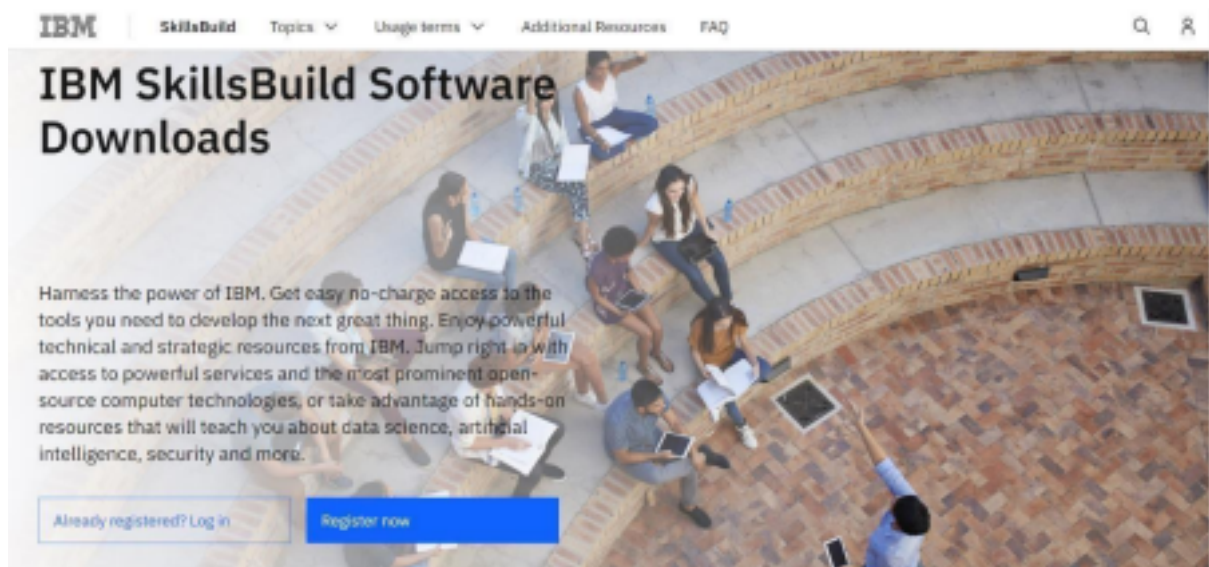 IBM SkillsBuild Topics Usage terms Additional Resources FAQ
IBM SkillsBuild Software
Downloads
Harness the power of IBM. Get easy no-charge access to the
tools you need to develop the next great thing. Enjoy powerful
technical and strategic resources from IBM. Jump right in with
access to powerful services and the most prominent open-
source computer technologies, or take advantage of hands-on
resources that will teach you about data science, artificial
intelligence, security and more.
Already registered? Log in Register now